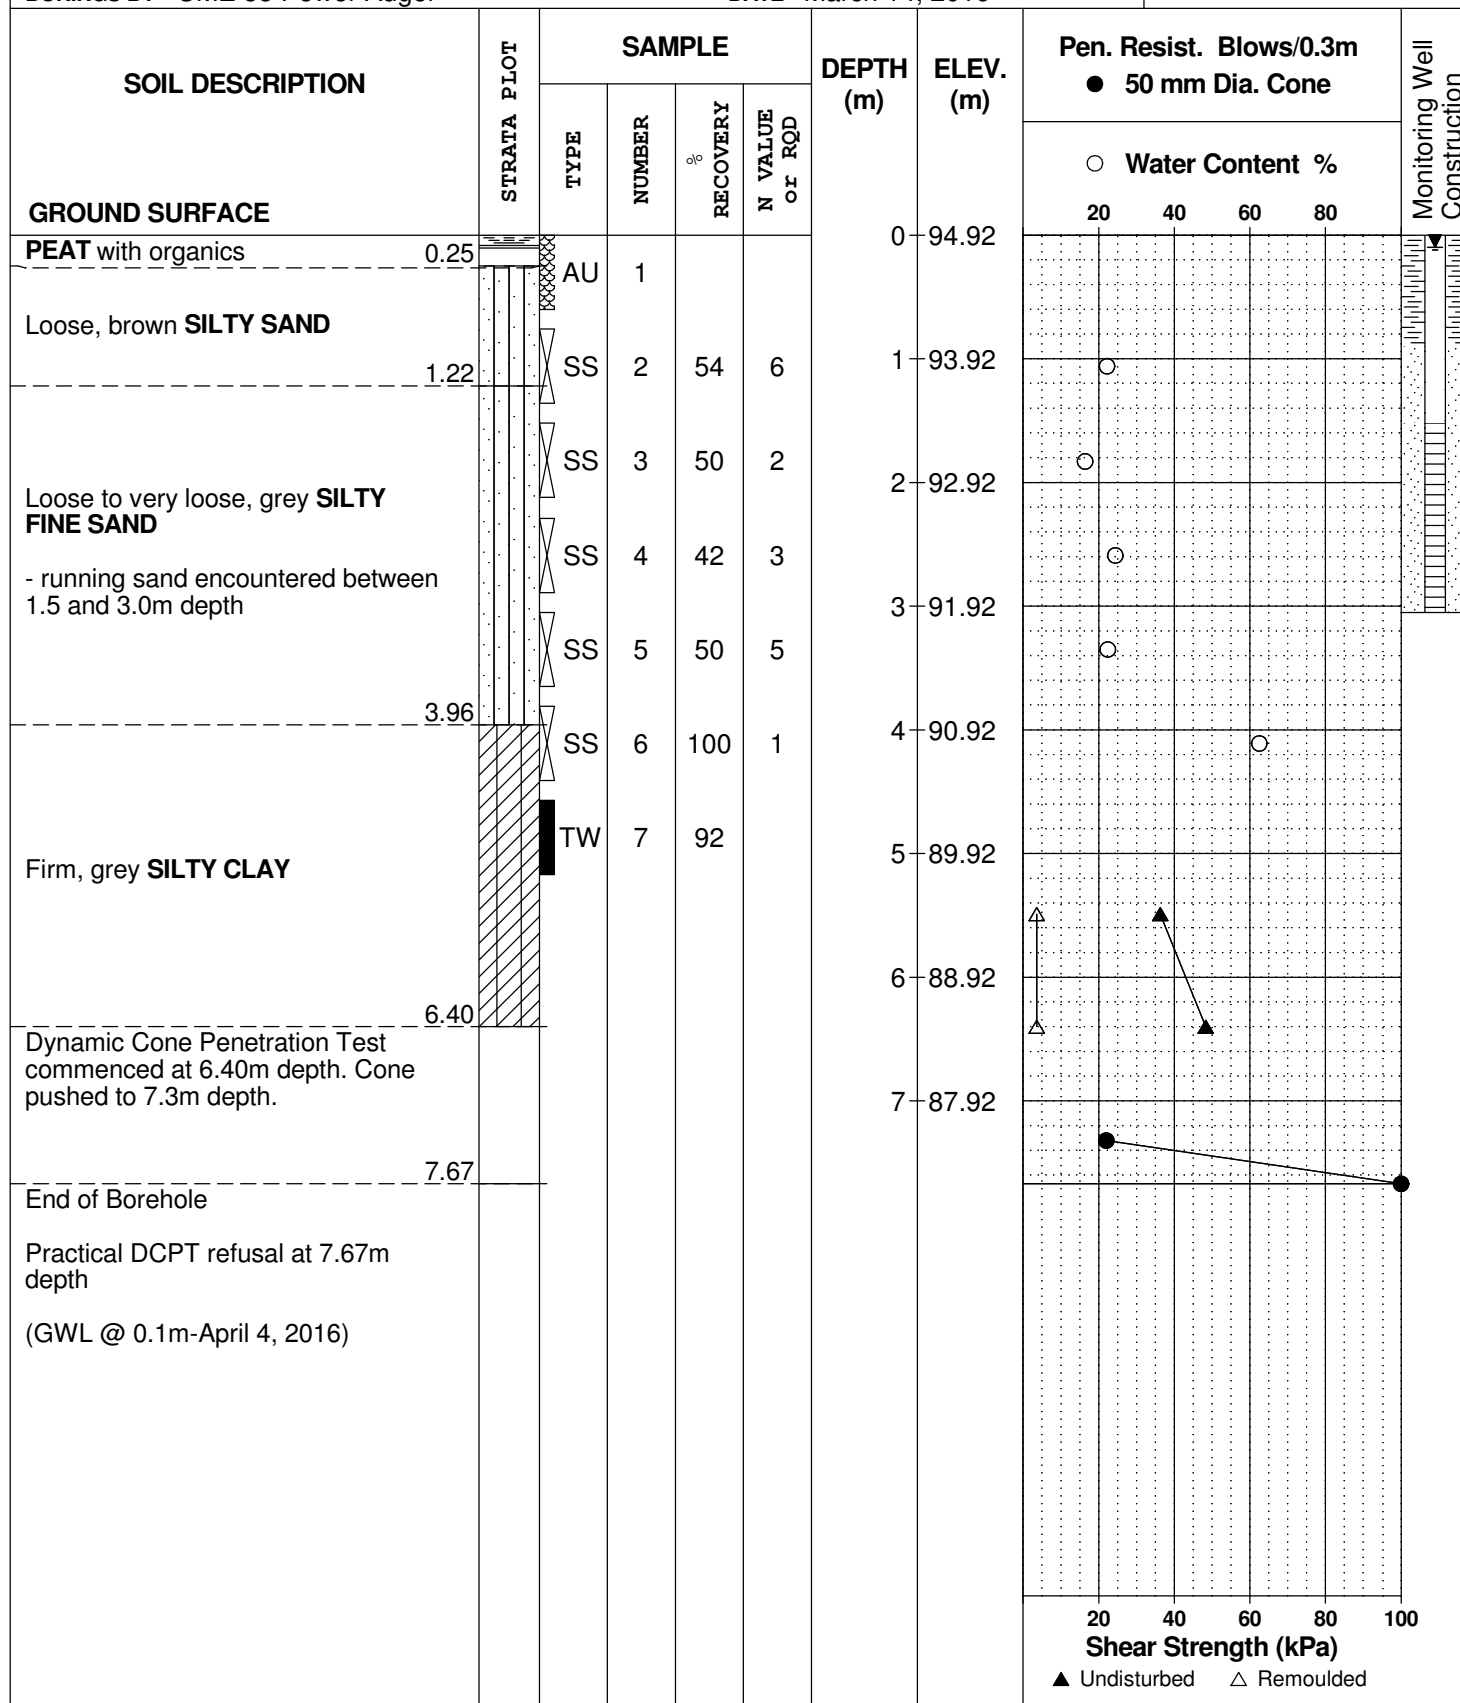 SOIL DESCRIPTION
GROUND SURFACE
STRATA PLOT
SAMPLE
TYPE
NUMBER
% RECOVERY
N VALUE or RQD
DEPTH (m)
ELEV. (m)
Pen. Resist. Blows/0.3m
● 50 mm Dia. Cone
○ Water Content %
20 40 60 80
Monitoring Well
Construction
0 94.92
PEAT with organics 0.25
AU 1
Loose, brown SILTY SAND
1 93.92
SS 2 54 6
1.22
SS 3 50 2
2 92.92
Loose to very loose, grey SILTY
FINE SAND
SS 4 42 3
- running sand encountered between
1.5 and 3.0m depth
3 91.92
SS 5 50 5
3.96
4 90.92
SS 6 100 1
TW 7 92
5 89.92
Firm, grey SILTY CLAY
6 88.92
6.40
Dynamic Cone Penetration Test
commenced at 6.40m depth. Cone
pushed to 7.3m depth.
7 87.92
7.67
End of Borehole
Practical DCPT refusal at 7.67m
depth
(GWL @ 0.1m-April 4, 2016)
20 40 60 80 100
Shear Strength (kPa)
▲ Undisturbed △ Remoulded